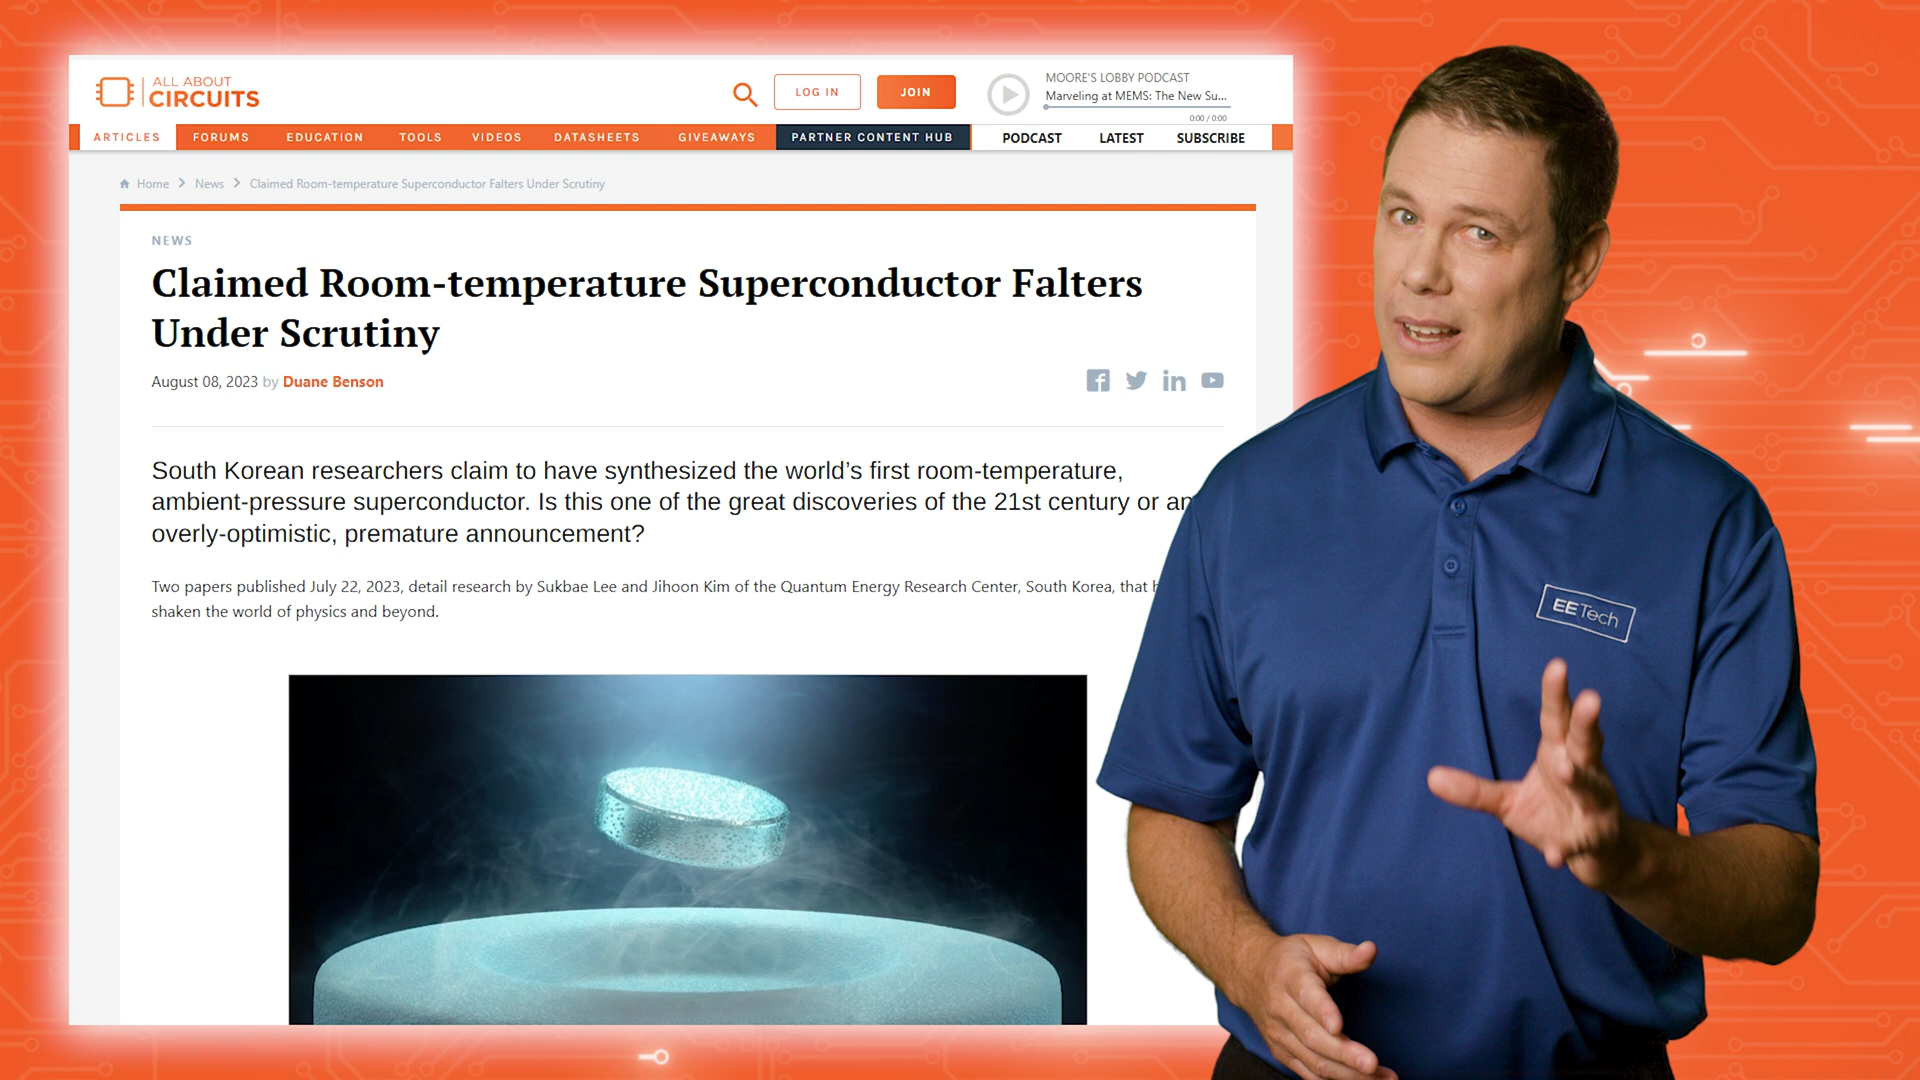 ALL ABOUT
CIRCUITS
LOG IN
JOIN
MOORE'S LOBBY PODCAST
Marveling at MEMS: The New Su...
0:00 / 0:00
ARTICLES FORUMS EDUCATION TOOLS VIDEOS DATASHEETS GIVEAWAYS PARTNER CONTENT HUB PODCAST LATEST SUBSCRIBE
Home News Claimed Room-temperature Superconductor Falters Under Scrutiny
NEWS
Claimed Room-temperature Superconductor Falters
Under Scrutiny
August 08, 2023 by Duane Benson
South Korean researchers claim to have synthesized the world’s first room-temperature,
ambient-pressure superconductor. Is this one of the great discoveries of the 21st century or an
overly-optimistic, premature announcement?
Two papers published July 22, 2023, detail research by Sukbae Lee and Jihoon Kim of the Quantum Energy Research Center, South Korea, that
shaken the world of physics and beyond.
EETech